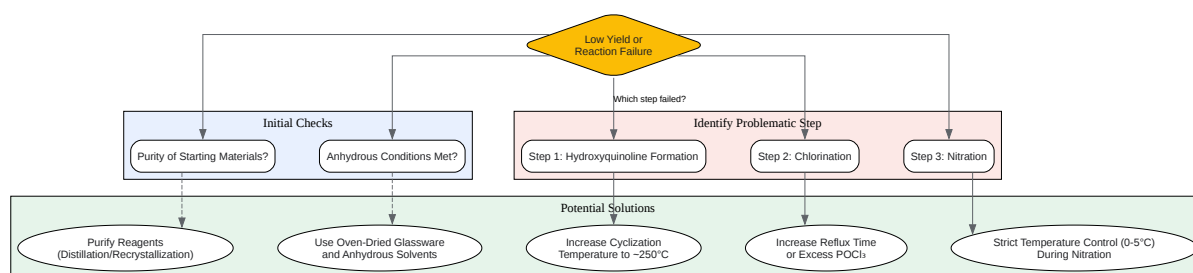 Low Yield or
Reaction Failure
Which step failed?
Initial Checks
Identify Problematic Step
Purity of Starting Materials?
Anhydrous Conditions Met?
Step 1: Hydroxyquinoline Formation
Step 2: Chlorination
Step 3: Nitration
Potential Solutions
Purify Reagents
(Distillation/Recrystallization)
Use Oven-Dried Glassware
and Anhydrous Solvents
Increase Cyclization
Temperature to ~250°C
Increase Reflux Time
or Excess POCl₃
Strict Temperature Control (0-5°C)
During Nitration